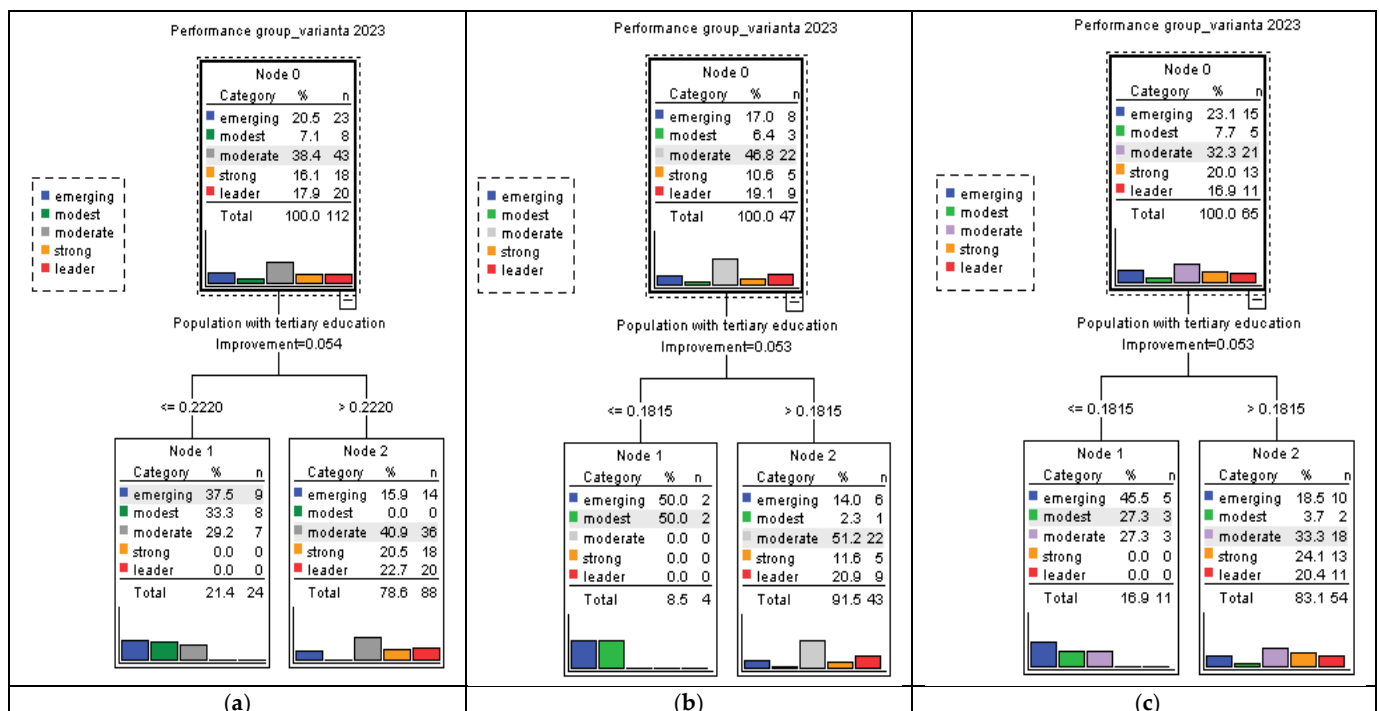 Performance group_varianta 2023
Node 0
Category % n
emerging 20.5 23
modest 7.1 8
moderate 38.4 43
strong 16.1 18
leader 17.9 20
Total 100.0 112
emerging
modest
moderate
strong
leader
Population with tertiary education
Improvement=0.054
<= 0.2220 > 0.2220
Node 1
Category % n
emerging 37.5 9
modest 33.3 8
moderate 29.2 7
strong 0.0 0
leader 0.0 0
Total 21.4 24
Node 2
Category % n
emerging 15.9 14
modest 0.0 0
moderate 40.9 36
strong 20.5 18
leader 22.7 20
Total 78.6 88
(a)
Performance group_varianta 2023
Node 0
Category % n
emerging 17.0 8
modest 6.4 3
moderate 46.8 22
strong 10.6 5
leader 19.1 9
Total 100.0 47
emerging
modest
moderate
strong
leader
Population with tertiary education
Improvement=0.053
<= 0.1815 > 0.1815
Node 1
Category % n
emerging 50.0 2
modest 50.0 2
moderate 0.0 0
strong 0.0 0
leader 0.0 0
Total 8.5 4
Node 2
Category % n
emerging 14.0 6
modest 2.3 1
moderate 51.2 22
strong 11.6 5
leader 20.9 9
Total 91.5 43
(b)
Performance group_varianta 2023
Node 0
Category % n
emerging 23.1 15
modest 7.7 5
moderate 32.3 21
strong 20.0 13
leader 16.9 11
Total 100.0 65
emerging
modest
moderate
strong
leader
Population with tertiary education
Improvement=0.053
<= 0.1815 > 0.1815
Node 1
Category % n
emerging 45.5 5
modest 27.3 3
moderate 27.3 3
strong 0.0 0
leader 0.0 0
Total 16.9 11
Node 2
Category % n
emerging 18.5 10
modest 3.7 2
moderate 33.3 18
strong 24.1 13
leader 20.4 11
Total 83.1 54
(c)